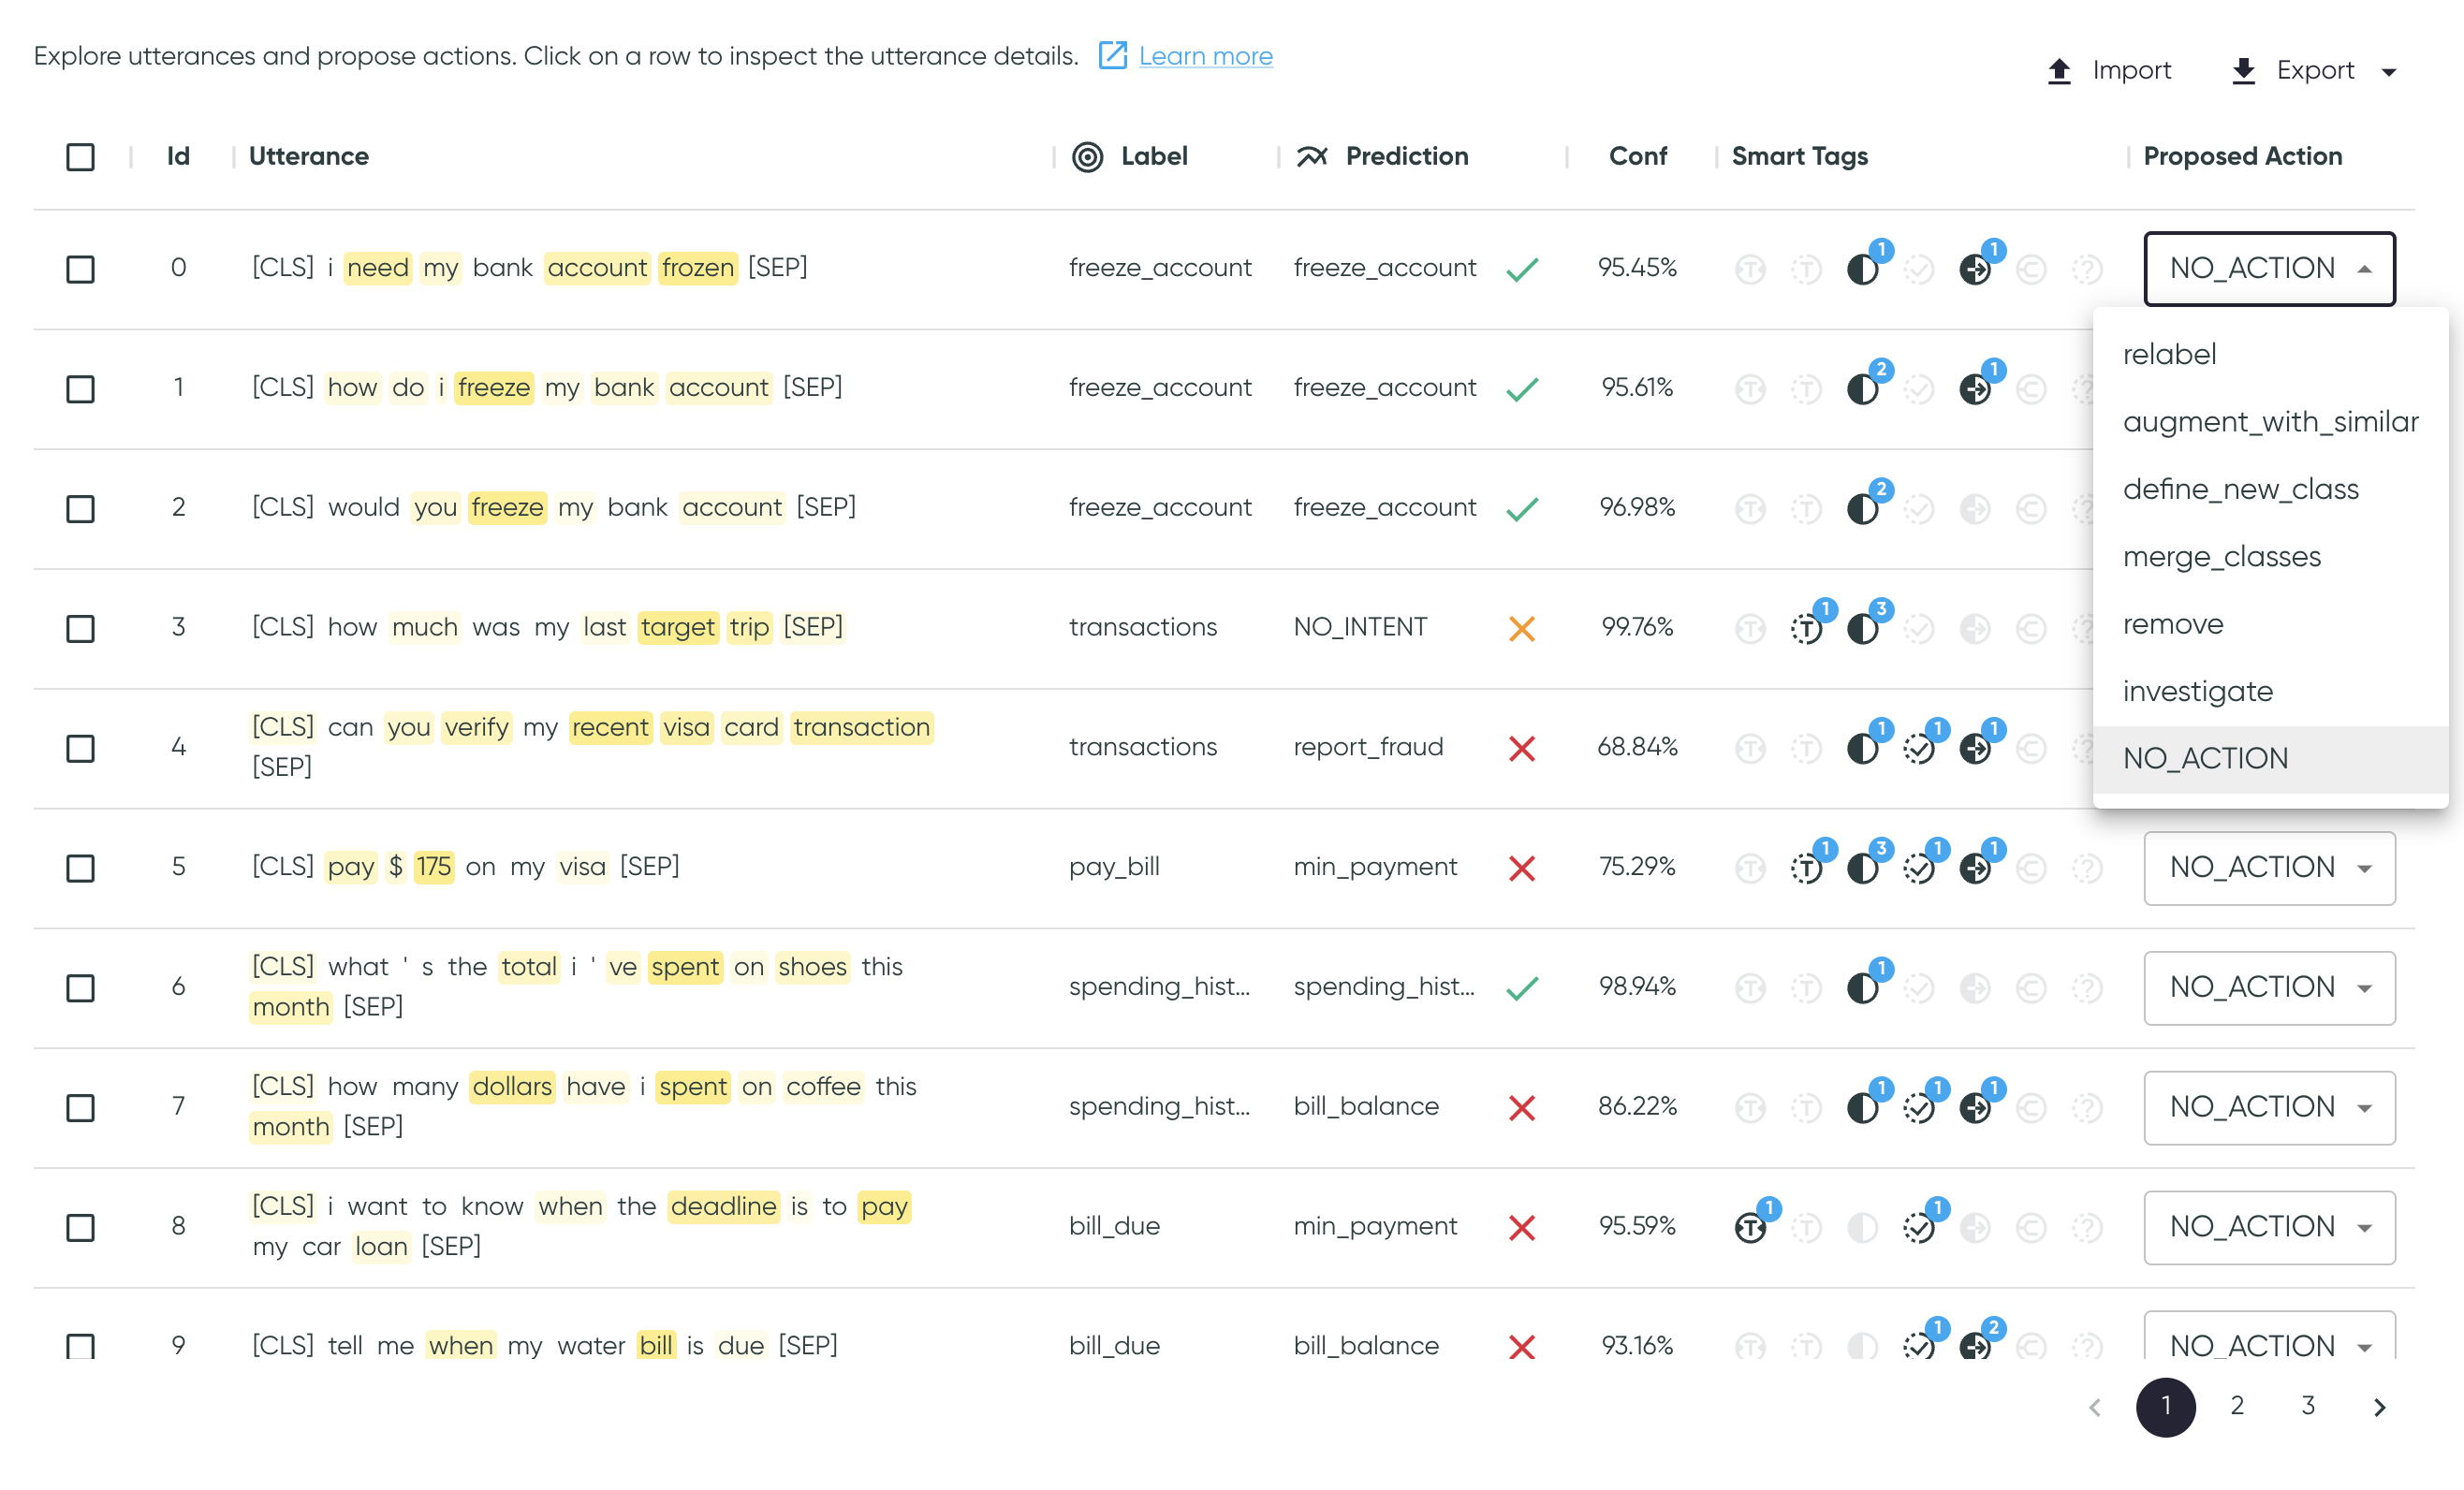 Explore utterances and propose actions. Click on a row to inspect the utterance details. Learn more
Import Export
Id Utterance Label Prediction Conf Smart Tags Proposed Action
0 [CLS] i need my bank account frozen [SEP] freeze_account freeze_account 95.45% 1 1 NO_ACTION
relabel
1 [CLS] how do i freeze my bank account [SEP] freeze_account freeze_account 95.61% 2 1
augment_with_similar
define_new_class
2 [CLS] would you freeze my bank account [SEP] freeze_account freeze_account 96.98% 2
merge_classes
3 [CLS] how much was my last target trip [SEP] transactions NO_INTENT 99.76% 1 3
remove
investigate
4 [CLS] can you verify my recent visa card transaction
[SEP] transactions report_fraud 68.84% 1 1 1
NO_ACTION
5 [CLS] pay $ 175 on my visa [SEP] pay_bill min_payment 75.29% 1 3 1 1 NO_ACTION
6 [CLS] what ' s the total i ' ve spent on shoes this
month [SEP] spending_hist... spending_hist... 98.94% 1 NO_ACTION
7 [CLS] how many dollars have i spent on coffee this
month [SEP] spending_hist... bill_balance 86.22% 1 1 1 NO_ACTION
8 [CLS] i want to know when the deadline is to pay
my car loan [SEP] bill_due min_payment 95.59% 1 1 NO_ACTION
9 [CLS] tell me when my water bill is due [SEP] bill_due bill_balance 93.16% 1 2 NO_ACTION
1 2 3